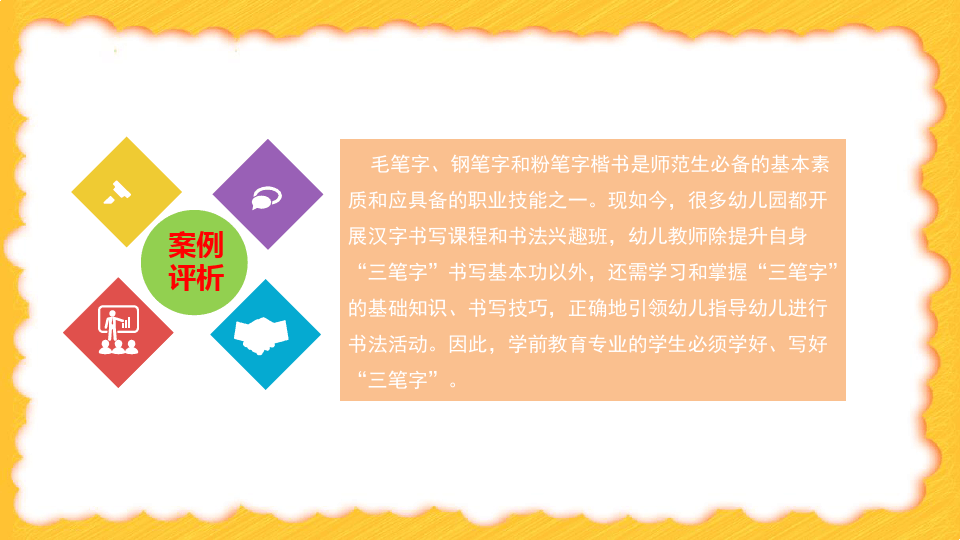 案例
评析
毛笔字、钢笔字和粉笔字楷书是师范生必备的基本素
质和应具备的职业技能之一。现如今，很多幼儿园都开
展汉字书写课程和书法兴趣班，幼儿教师除提升自身
“三笔字”书写基本功以外，还需学习和掌握“三笔字”
的基础知识、书写技巧，正确地引领幼儿指导幼儿进行
书法活动。因此，学前教育专业的学生必须学好、写好
“三笔字”。